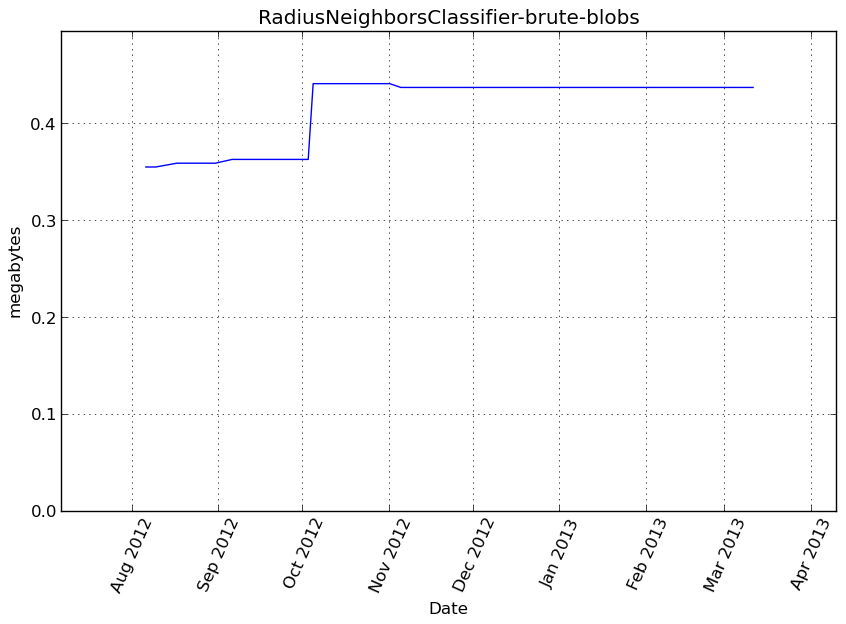 RadiusNeighborsClassifier-brute-blobs
megabytes
0.4
0.3
0.2
0.1
0.0
Aug 2012
Sep 2012
Oct 2012
Nov 2012
Dec 2012
Jan 2013
Feb 2013
Mar 2013
Apr 2013
Date